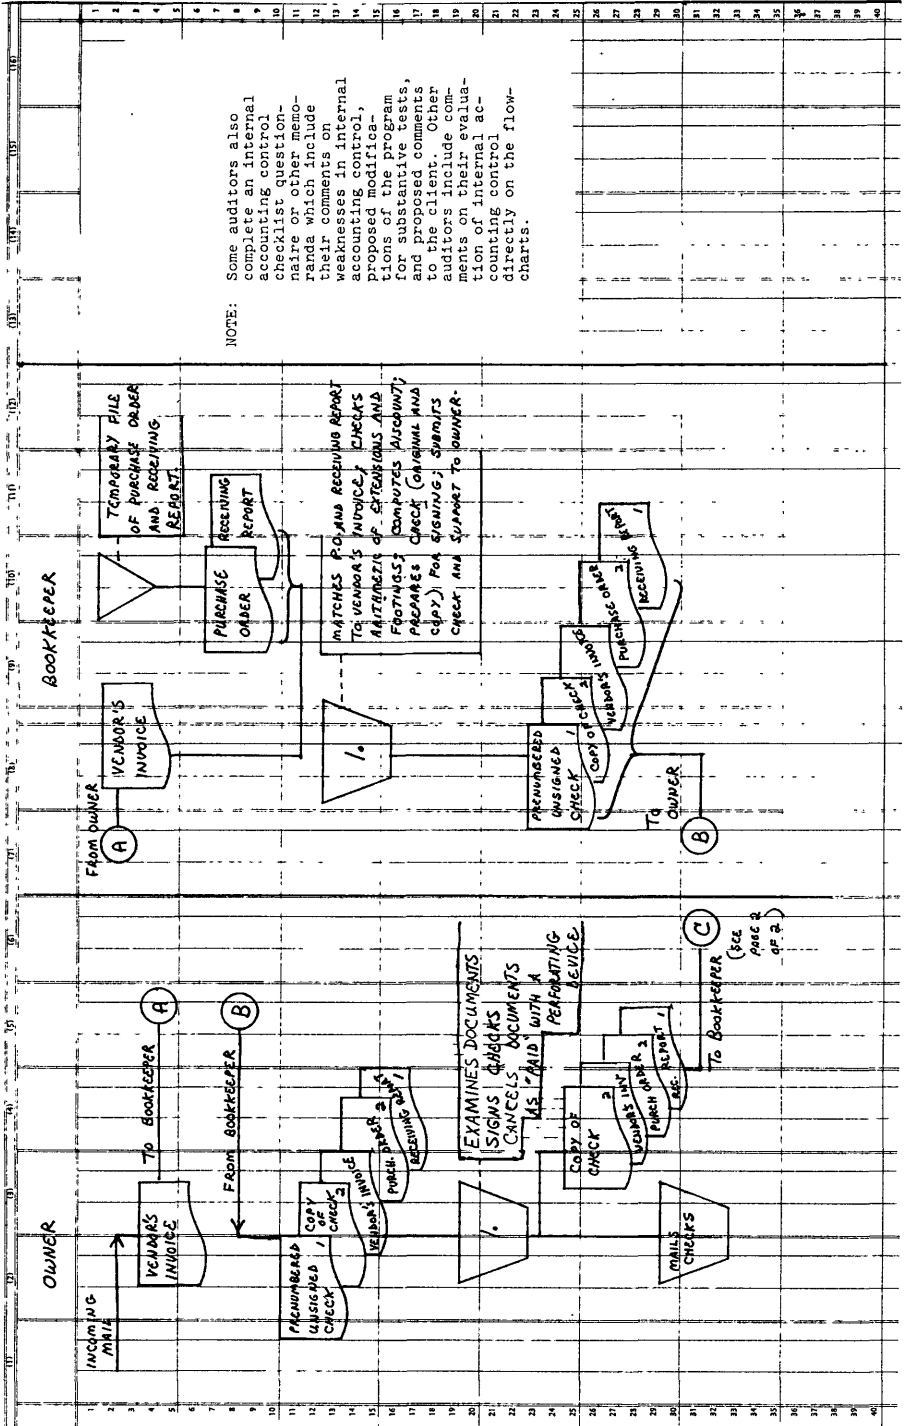 OWNER
INCOMING
MAIL
VENDOR'S
INVOICE
TO BOOKKEEPER
A
FROM BOOKKEEPER
B
PRENUMBERED
UNSIGNED
CHECK
1
COPY
OF
CHECK
2
VENDOR'S INVOICE
PURCH. ORDER 2
RECEIVING REPORT
1
1.
EXAMINES DOCUMENTS
SIGNS CHECKS
CANCELS DOCUMENTS
AS "PAID" WITH A
PERFORATING
DEVICE
COPY OF
CHECK
2
VENDOR'S INV
PURCH ORDER 2
REC. REPORT 1
MAILS
CHECKS
TO BOOKKEEPER
C
(SEE
PAGE 2
OF 2)
BOOKKEEPER
FROM OWNER
A
VENDOR'S
INVOICE
TEMPORARY FILE
OF PURCHASE ORDER
AND RECEIVING
REPORT.
PURCHASE
ORDER
RECEIVING
REPORT
1.
MATCHES P.O. AND RECEIVING REPORT
TO VENDOR'S INVOICE; CHECKS
ARITHMETIC OF EXTENSIONS AND
FOOTINGS; COMPUTES DISCOUNT;
PREPARES CHECK (ORIGINAL AND
COPY) FOR SIGNING; SUBMITS
CHECK AND SUPPORT TO OWNER.
PRENUMBERED
UNSIGNED
CHECK
1
COPY OF CHECK
2
VENDOR'S INVOICE
PURCHASE ORDER
2
RECEIVING REPORT
1
TO
OWNER
B
NOTE:
Some auditors also
complete an internal
accounting control
checklist question-
naire or other memo-
randa which include
their comments on
weaknesses in internal
accounting control,
proposed modifica-
tions of the program
for substantive tests,
and proposed comments
to the client. Other
auditors include com-
ments on their evalua-
tion of internal ac-
counting control
directly on the flow-
charts.